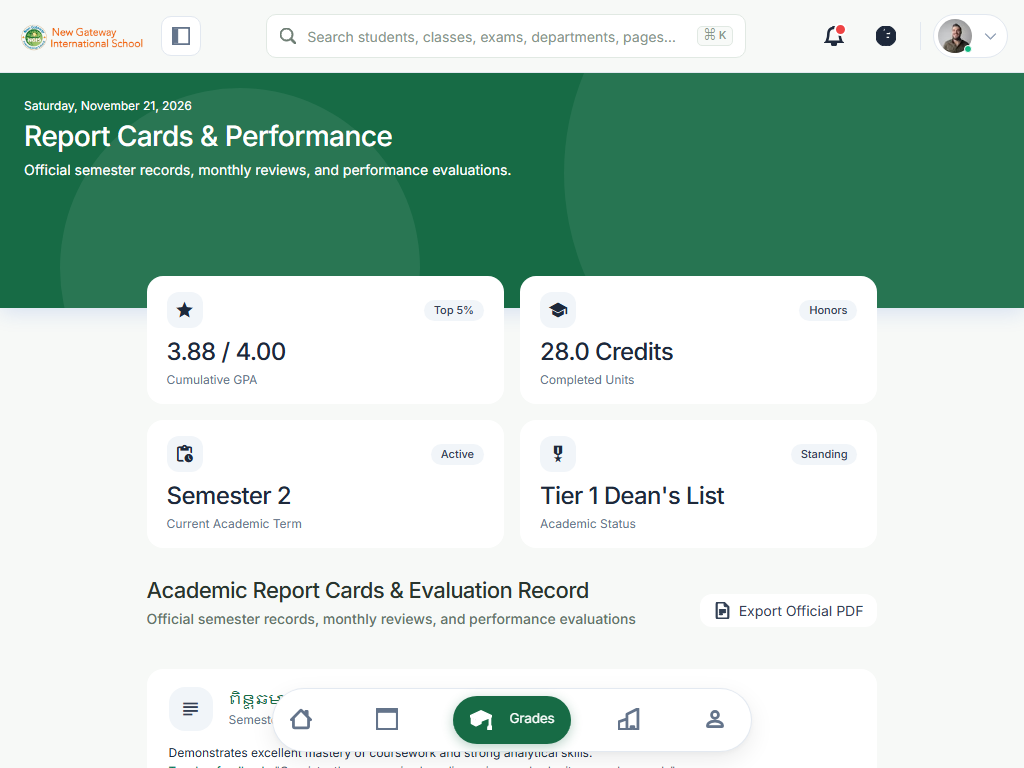 New Gateway
International School
Search students, classes, exams, departments, pages...
⌘ K
Saturday, November 21, 2026
Report Cards & Performance
Official semester records, monthly reviews, and performance evaluations.
Top 5%
3.88 / 4.00
Cumulative GPA
Honors
28.0 Credits
Completed Units
Active
Semester 2
Current Academic Term
Standing
Tier 1 Dean's List
Academic Status
Academic Report Cards & Evaluation Record
Official semester records, monthly reviews, and performance evaluations
Export Official PDF
Grades
Demonstrates excellent mastery of coursework and strong analytical skills.